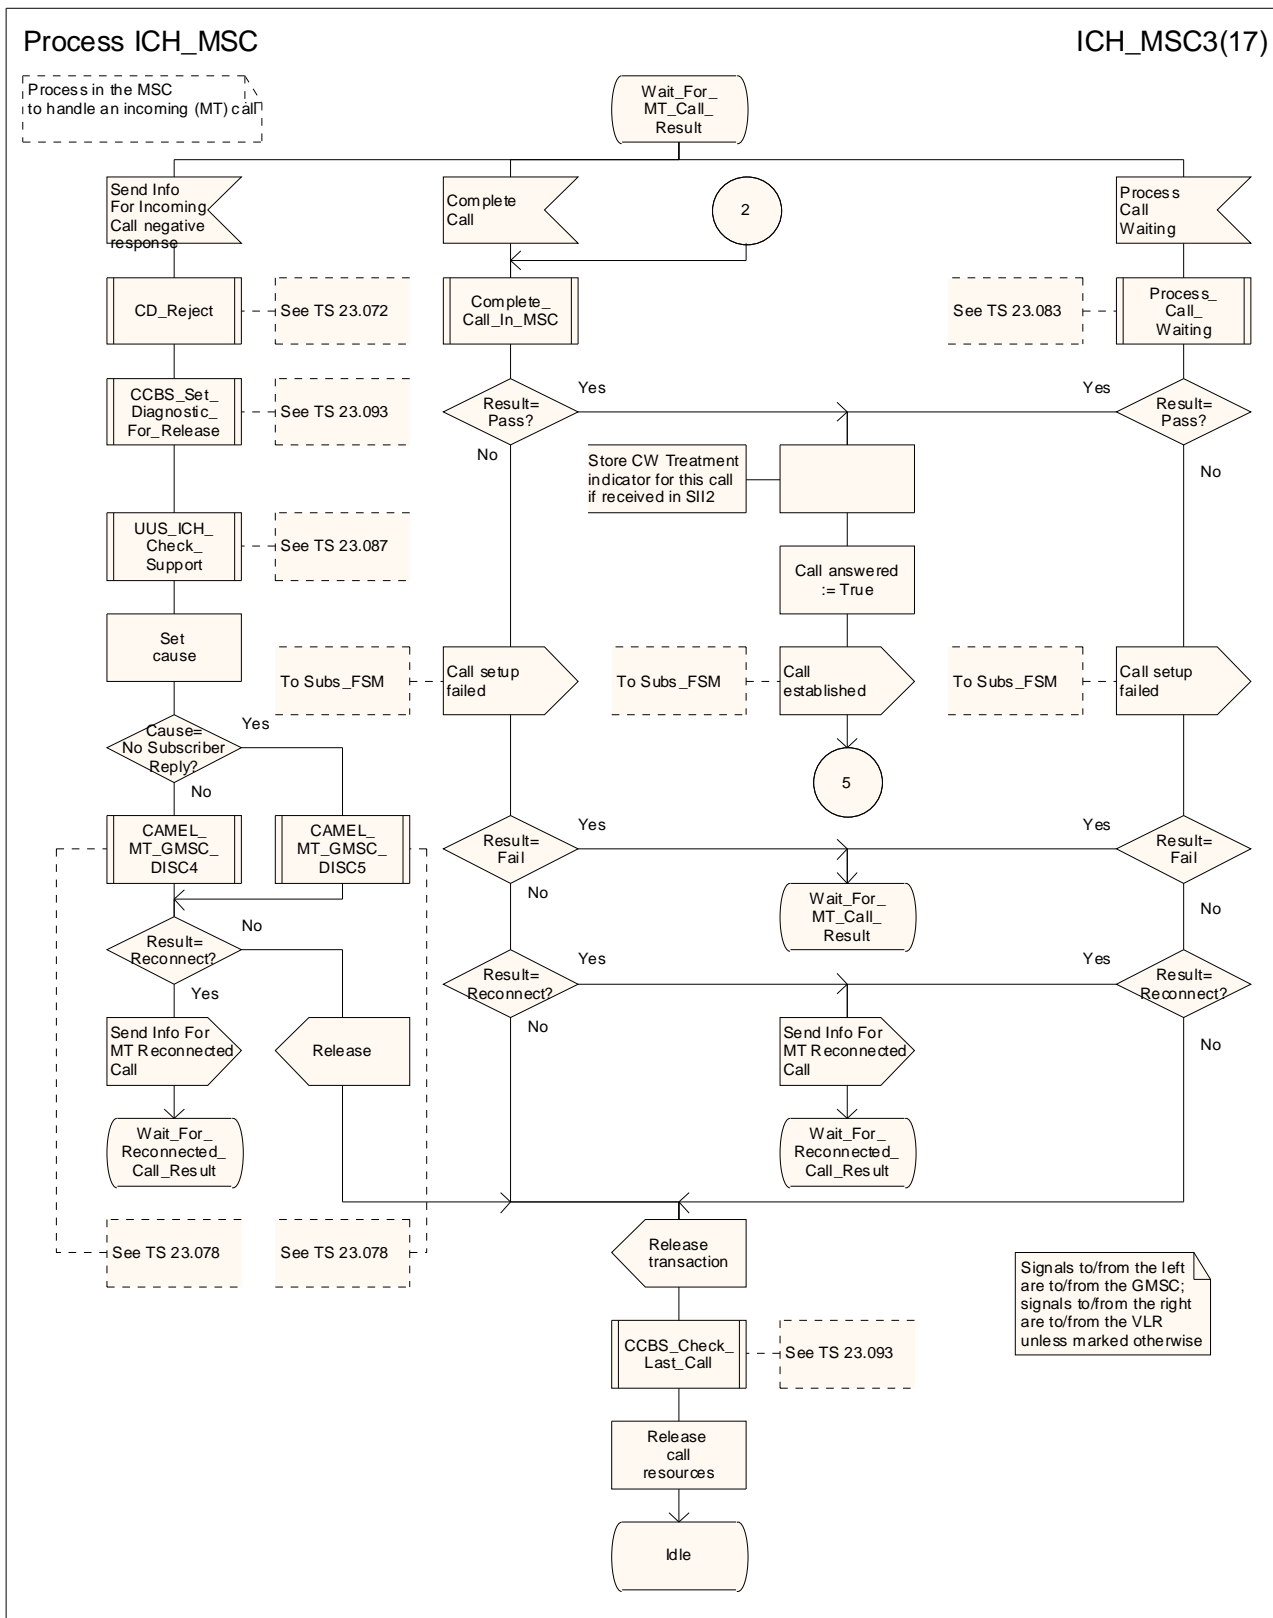 Process ICH_MSC
ICH_MSC3(17)
Process in the MSC
to handle an incoming (MT) call
Wait_For_
MT_Call_
Result
Send Info
For Incoming
Call negative
response
Complete
Call
2
Process
Call
Waiting
CD_Reject
See TS 23.072
Complete_
Call_In_MSC
See TS 23.083
Process_
Call_
Waiting
CCBS_Set_
Diagnostic_
For_Release
See TS 23.093
Result=
Pass?
Yes
No
Yes
Result=
Pass?
No
Store CW Treatment
indicator for this call
if received in SII2
UUS_ICH_
Check_
Support
See TS 23.087
Call answered
:= True
Set
cause
To Subs_FSM
Call setup
failed
To Subs_FSM
Call
established
To Subs_FSM
Call setup
failed
Cause=
No Subscriber
Reply?
Yes
No
5
CAMEL_
MT_GMSC_
DISC4
CAMEL_
MT_GMSC_
DISC5
Result=
Fail
Yes
No
Yes
Result=
Fail
No
Wait_For_
MT_Call_
Result
Result=
Reconnect?
No
Yes
Result=
Reconnect?
Yes
No
Yes
Result=
Reconnect?
No
Send Info For
MT Reconnected
Call
Release
Send Info For
MT Reconnected
Call
Wait_For_
Reconnected_
Call_Result
Wait_For_
Reconnected_
Call_Result
See TS 23.078
See TS 23.078
Release
transaction
Signals to/from the left
are to/from the GMSC;
signals to/from the right
are to/from the VLR
unless marked otherwise
CCBS_Check_
Last_Call
See TS 23.093
Release
call
resources
Idle